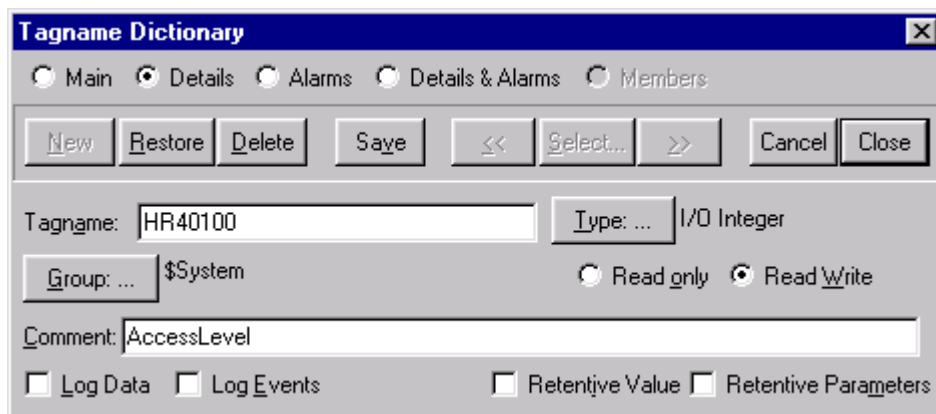 Tagname Dictionary
Main Details Alarms Details & Alarms Members
New Restore Delete Save << Select... >> Cancel Close
Tagname: HR40100 Type: ... I/O Integer
Group: ... $System Read only Read Write
Comment: AccessLevel
Log Data Log Events Retentive Value Retentive Parameters